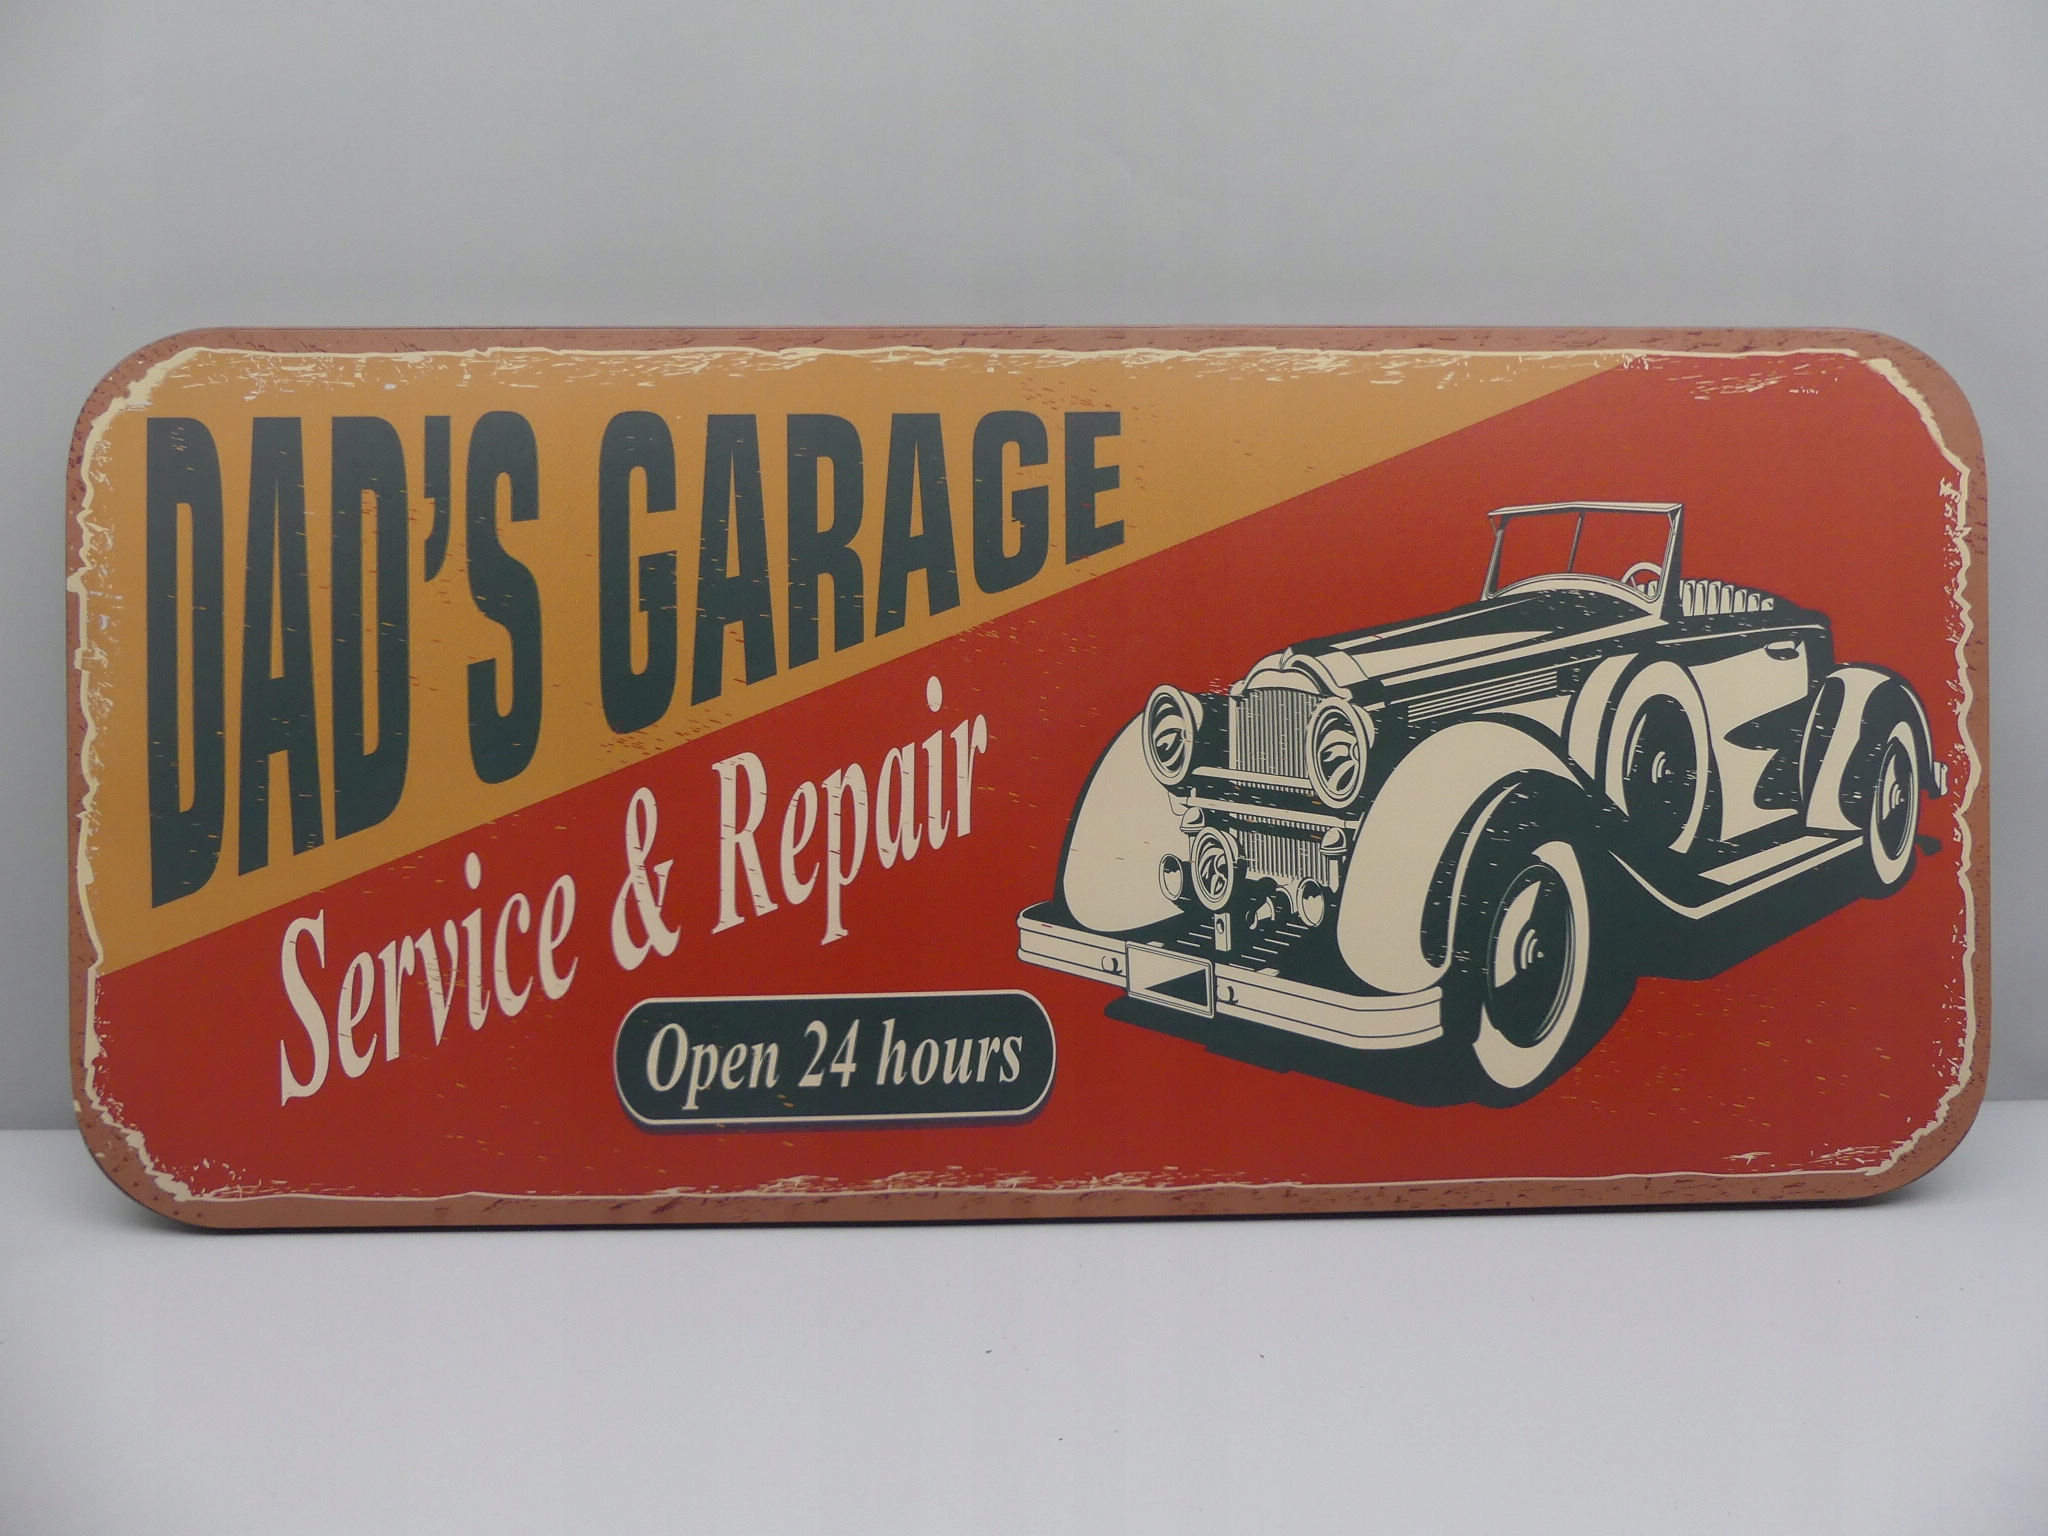 DAD'S GARAGE
Service & Repair
Open 24 hours